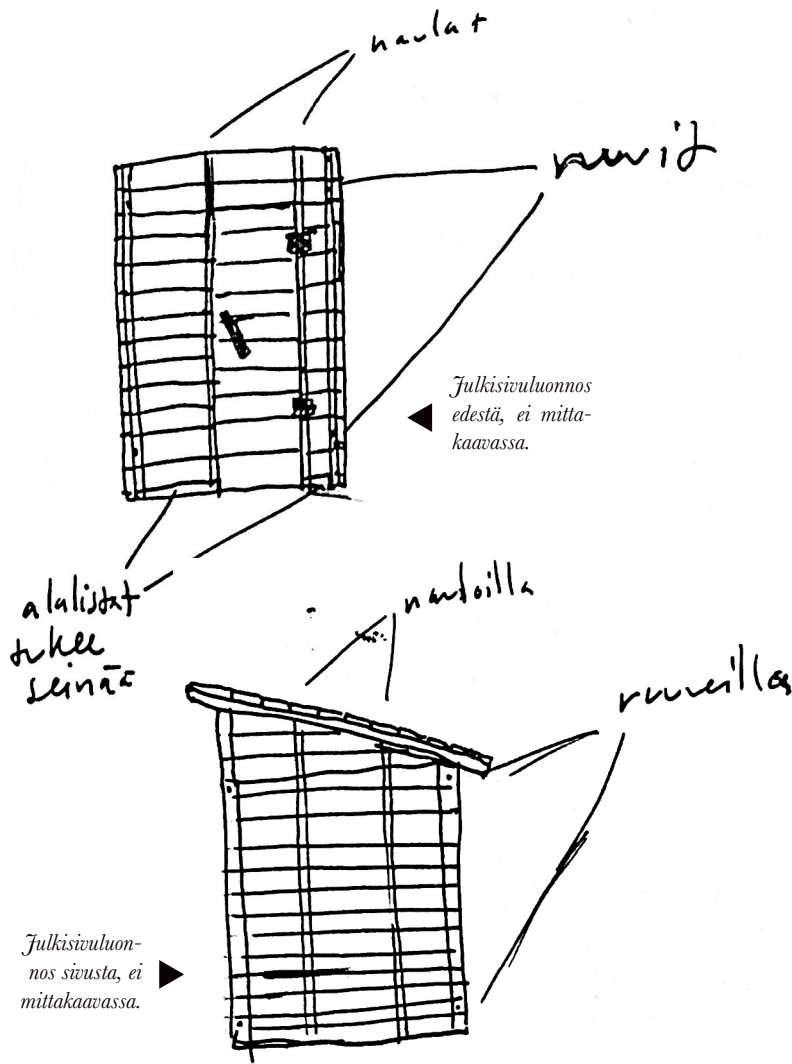 naulat
ruuvit
Julkisivuluonnos
edestä, ei mitta-
kaavassa.
alalistat
tukee
seinää
nauloilla
ruuveilla
Julkisivuluon-
nos sivusta, ei
mittakaavassa.